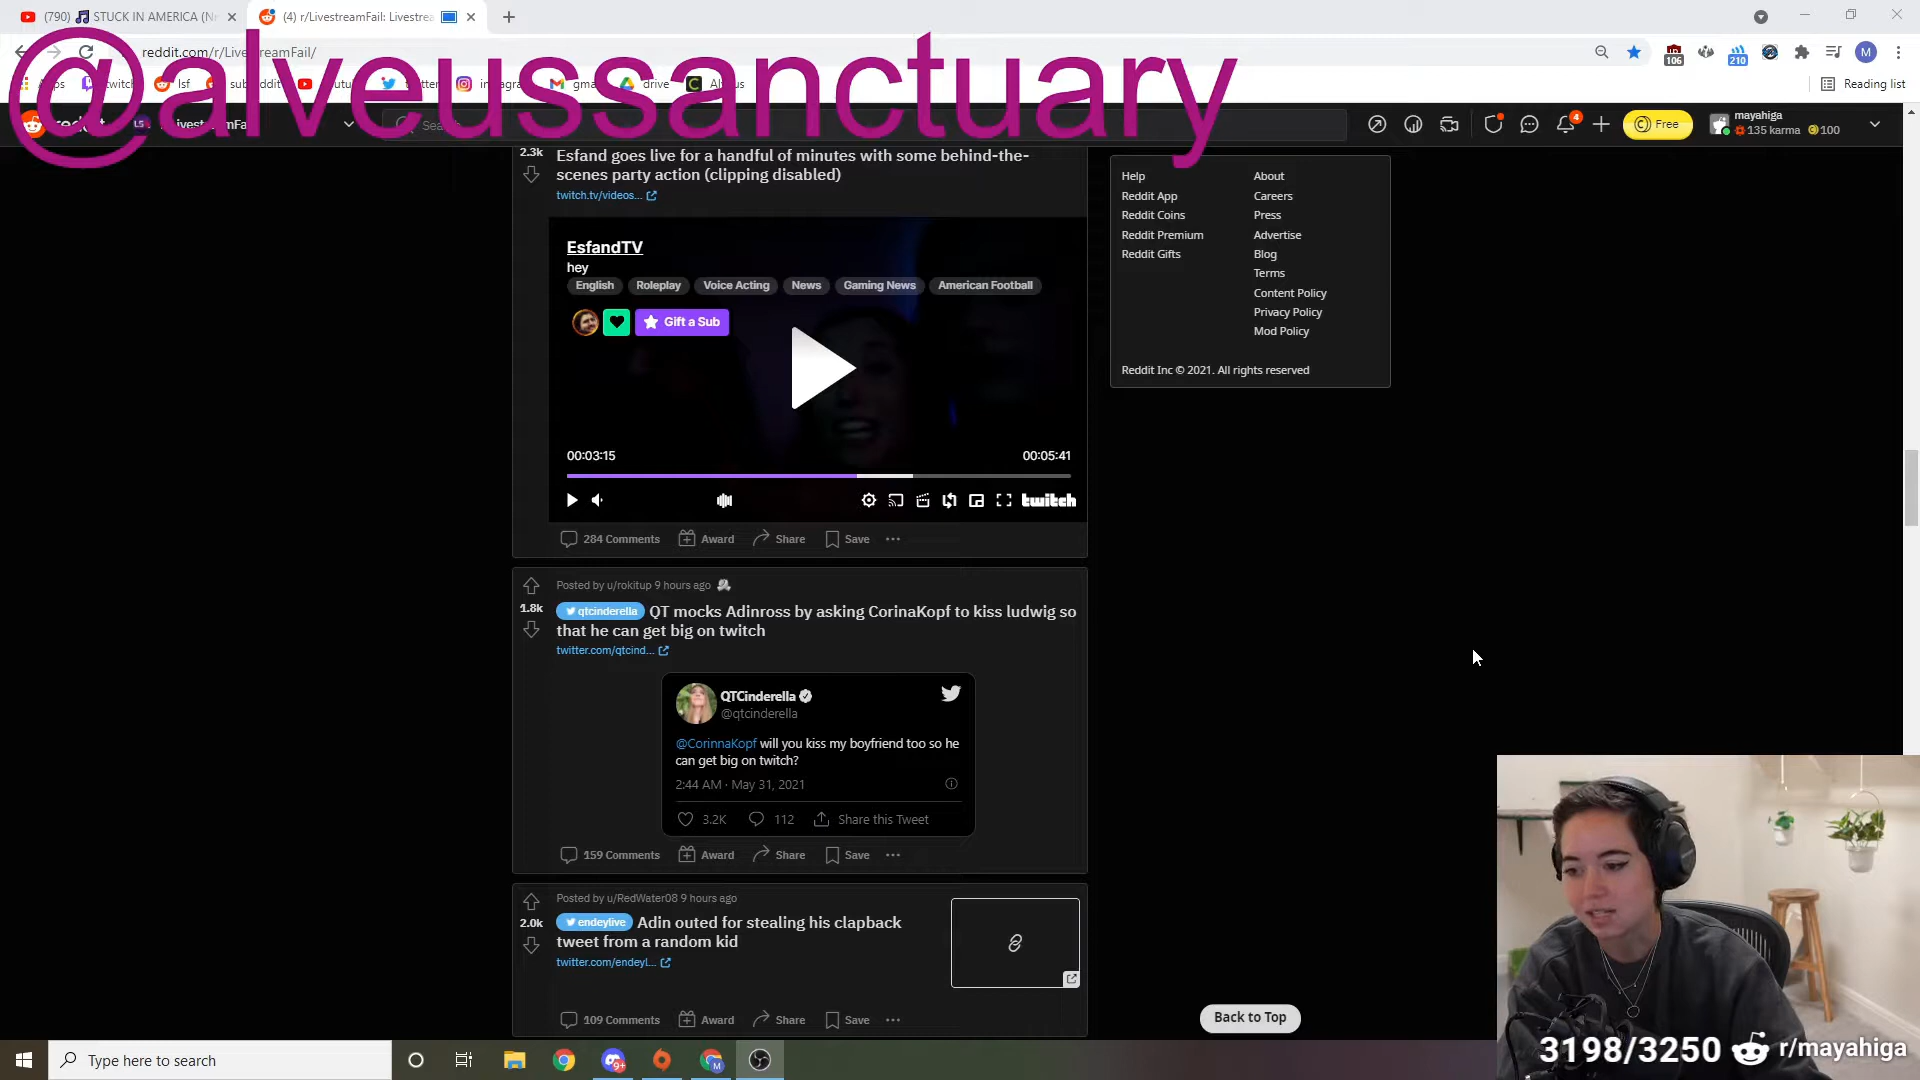 (790) 🎵 STUCK IN AMERICA (N
(4) r/LivestreamFail: Livestrea
reddit.com/r/LivestreamFail/
@alveussanctuary
lsf
drive
Reading list
106
210
M
Free
mayahiga
135 karma
100
4
2.3k
Esfand goes live for a handful of minutes with some behind-the-
scenes party action (clipping disabled)
twitch.tv/videos...
EsfandTV
hey
English Roleplay Voice Acting News Gaming News American Football
Gift a Sub
00:03:15 00:05:41
twitch
284 Comments Award Share Save
Posted by u/rokitup 9 hours ago
1.8k
qtcinderella QT mocks Adinross by asking CorinaKopf to kiss ludwig so
that he can get big on twitch
twitter.com/qtcind...
QTCinderella
@qtcinderella
@CorinnaKopf will you kiss my boyfriend too so he
can get big on twitch?
2:44 AM · May 31, 2021
3.2K 112 Share this Tweet
159 Comments Award Share Save
Posted by u/RedWater08 9 hours ago
2.0k
endeylive Adin outed for stealing his clapback
tweet from a random kid
twitter.com/endeyl...
109 Comments Award Share Save
Help About
Reddit App Careers
Reddit Coins Press
Reddit Premium Advertise
Reddit Gifts Blog
Terms
Content Policy
Privacy Policy
Mod Policy
Reddit Inc © 2021. All rights reserved
Back to Top
3198/3250 r/mayahiga
Type here to search
9+
M